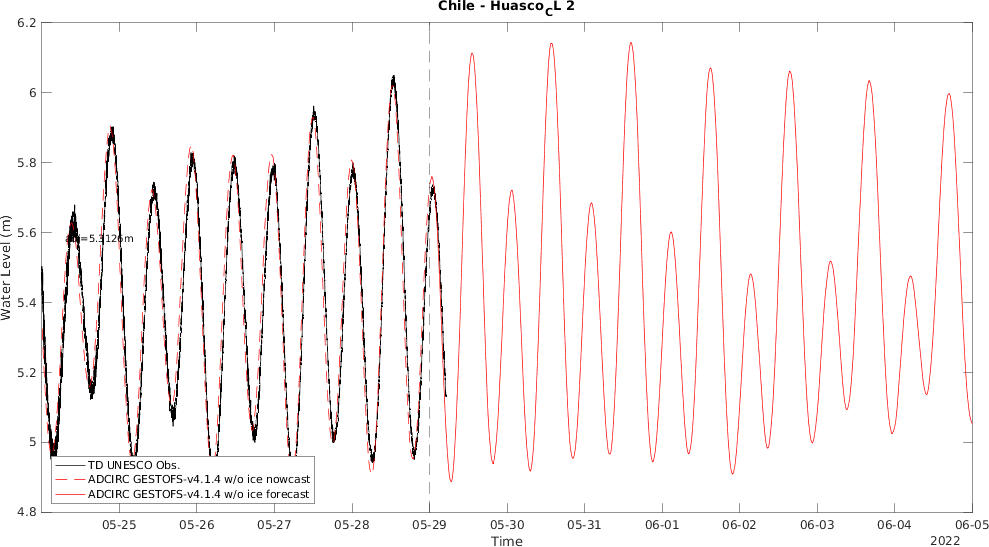 Chile - Huasco_CL 2
6.2
6
5.8
5.6
5.4
5.2
5
4.8
Water Level (m)
=5.3126m
TD UNESCO Obs.
ADCIRC GESTOFS-v4.1.4 w/o ice nowcast
ADCIRC GESTOFS-v4.1.4 w/o ice forecast
05-25 05-26 05-27 05-28 05-29 05-30 05-31 06-01 06-02 06-03 06-04 06-05
Time
2022